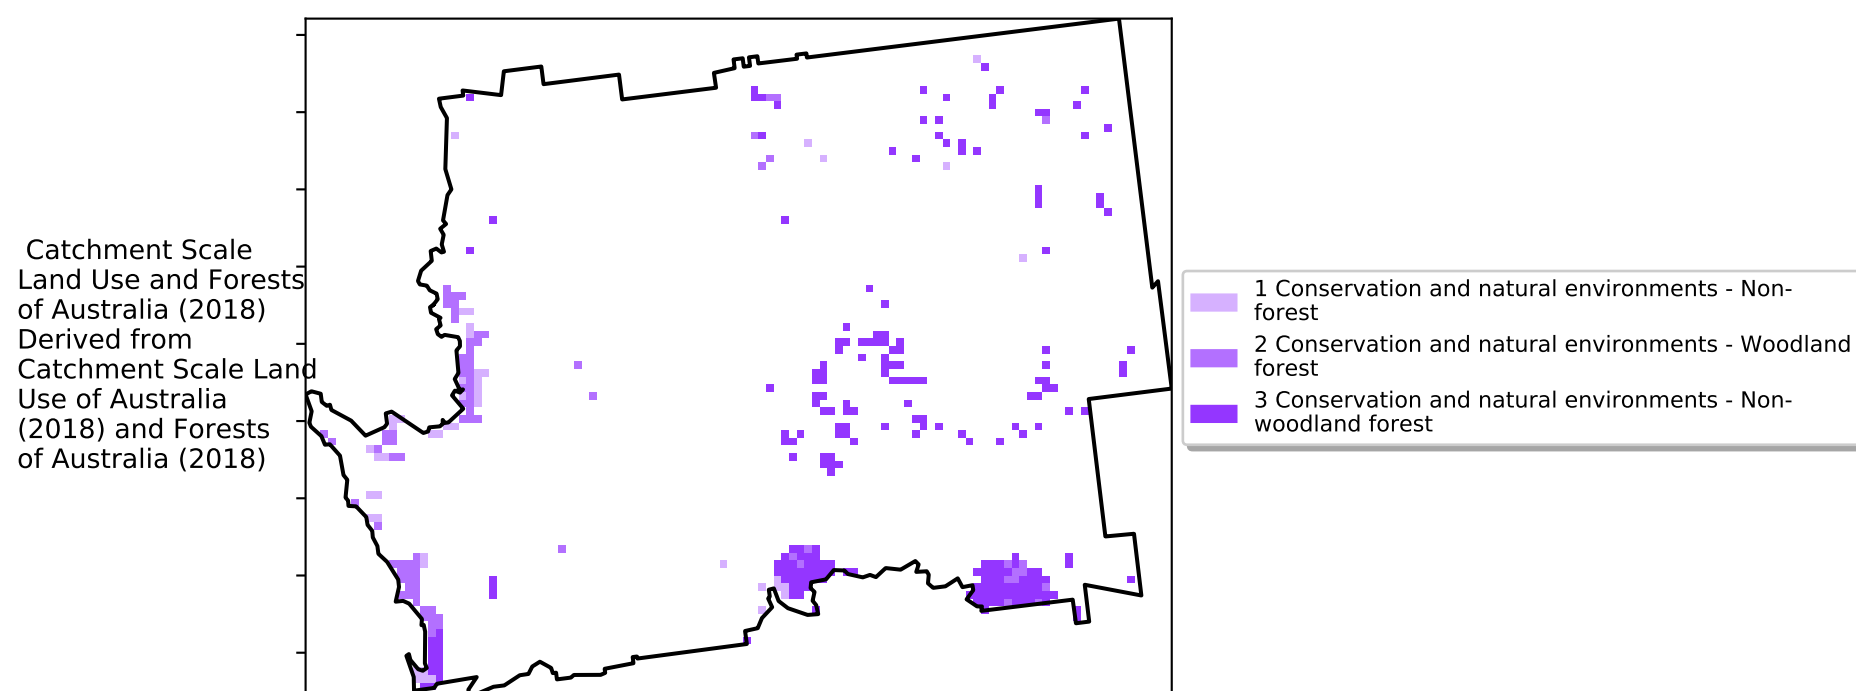 Catchment Scale
Land Use and Forests
of Australia (2018)
Derived from
Catchment Scale Land
Use of Australia
(2018) and Forests
of Australia (2018)
1 Conservation and natural environments - Non-
forest
2 Conservation and natural environments - Woodland
forest
3 Conservation and natural environments - Non-
woodland forest